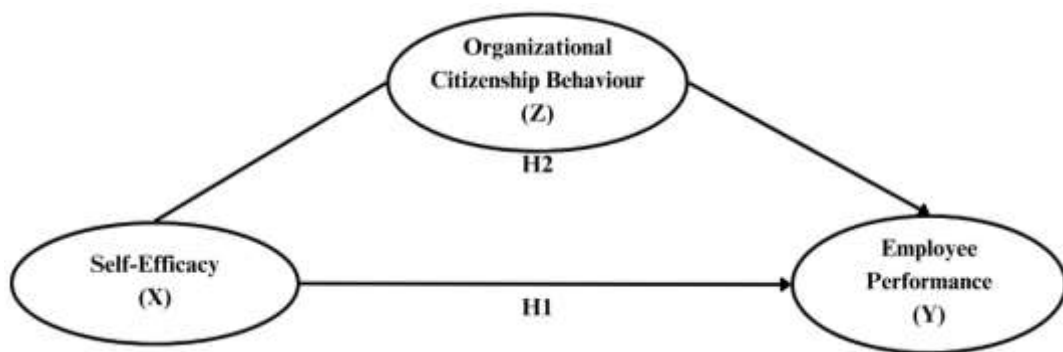 Organizational
Citizenship Behaviour
(Z)
H2
Self-Efficacy
(X)
Employee
Performance
(Y)
H1